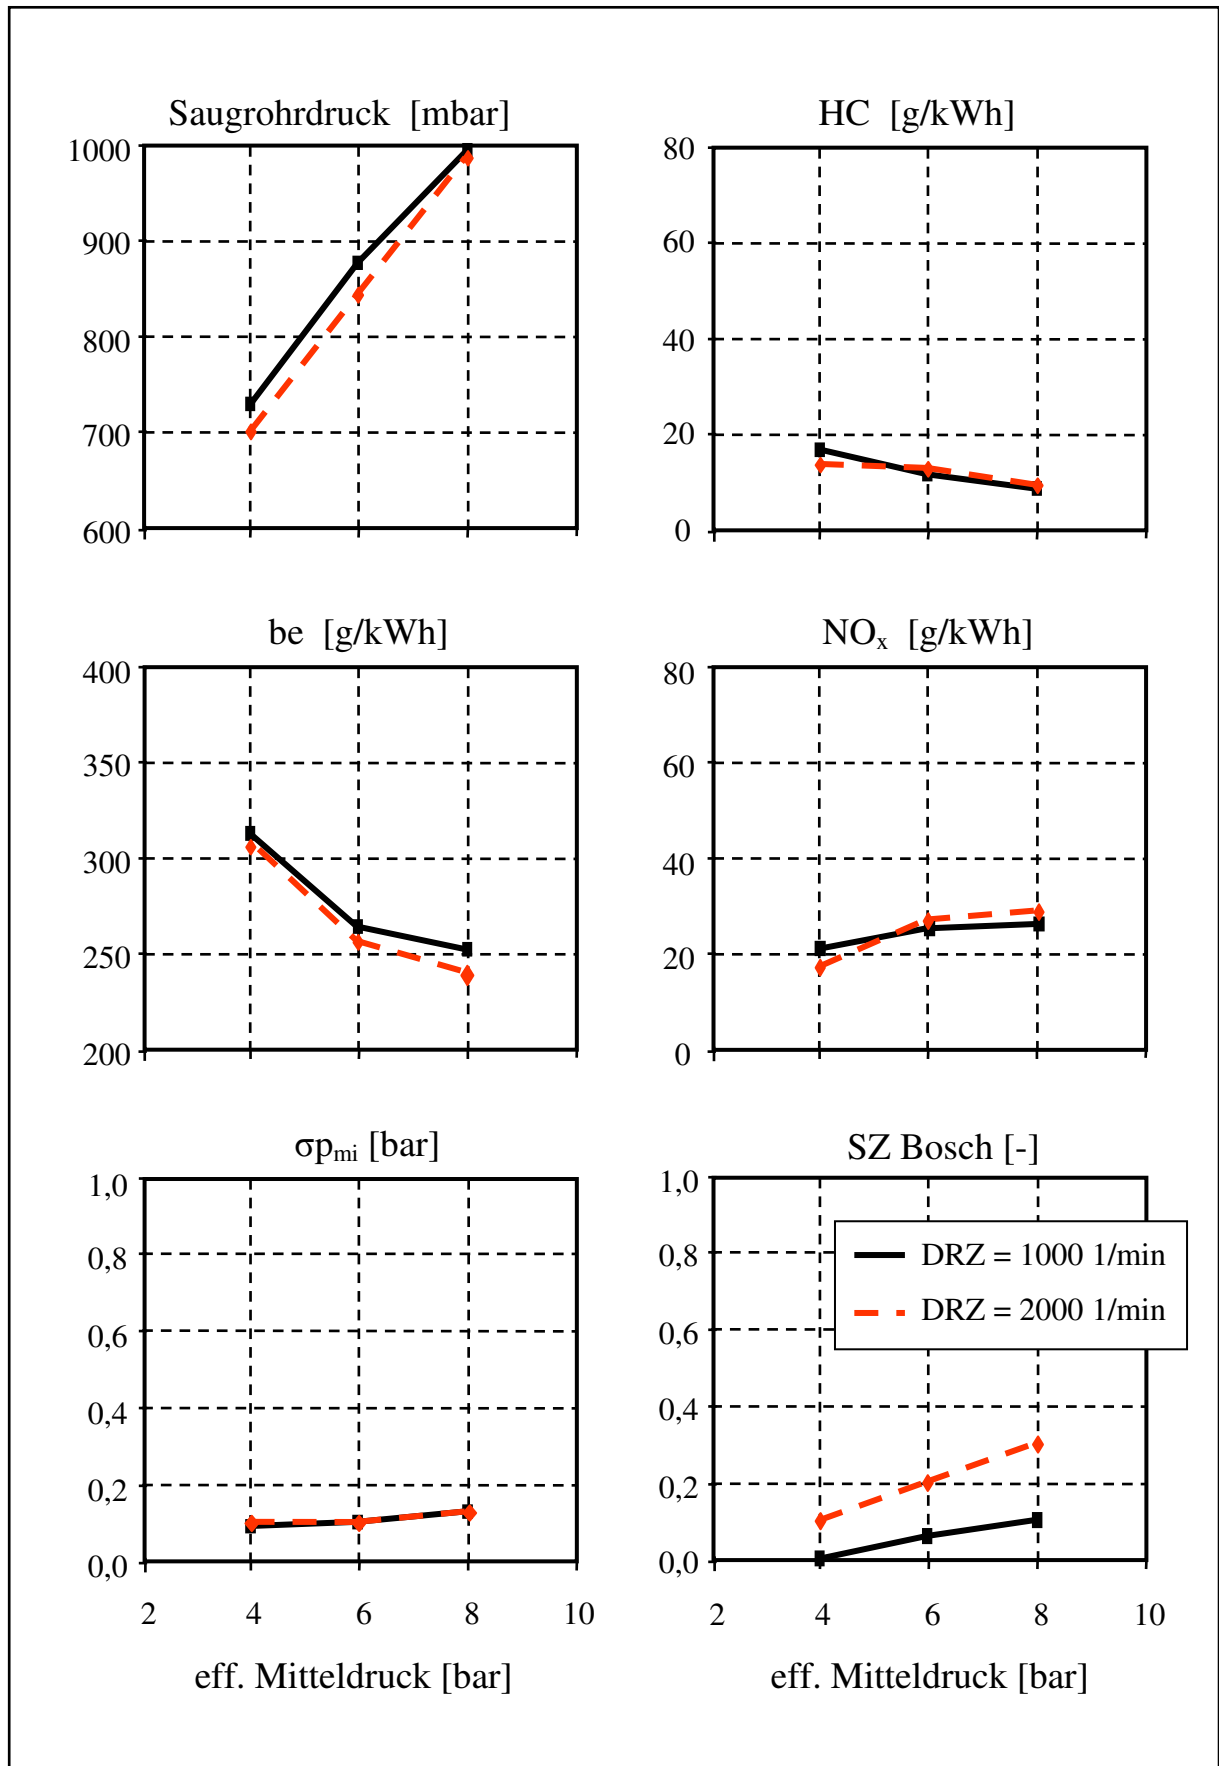 Saugrohrdruck [mbar]
1000
900
800
700
600
HC [g/kWh]
80
60
40
20
0
be [g/kWh]
400
350
300
250
200
NOx [g/kWh]
80
60
40
20
0
σpmi [bar]
1,0
0,8
0,6
0,4
0,2
0,0
2 4 6 8 10
eff. Mitteldruck [bar]
SZ Bosch [-]
1,0
0,8
0,6
0,4
0,2
0,0
DRZ = 1000 1/min
DRZ = 2000 1/min
2 4 6 8 10
eff. Mitteldruck [bar]